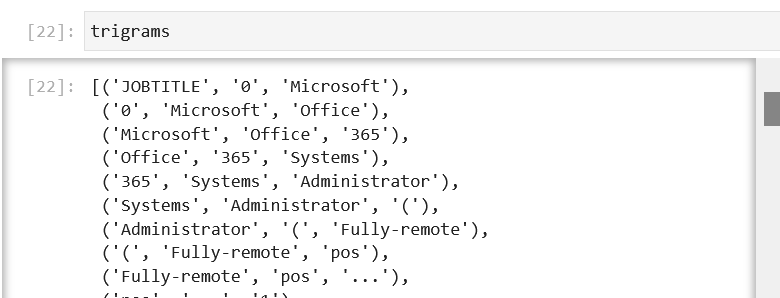 [22]: trigrams
[22]: [('JOBTITLE', '0', 'Microsoft'),
('0', 'Microsoft', 'Office'),
('Microsoft', 'Office', '365'),
('Office', '365', 'Systems'),
('365', 'Systems', 'Administrator'),
('Systems', 'Administrator', '('),
('Administrator', '(', 'Fully-remote'),
('(', 'Fully-remote', 'pos'),
('Fully-remote', 'pos', '...'),